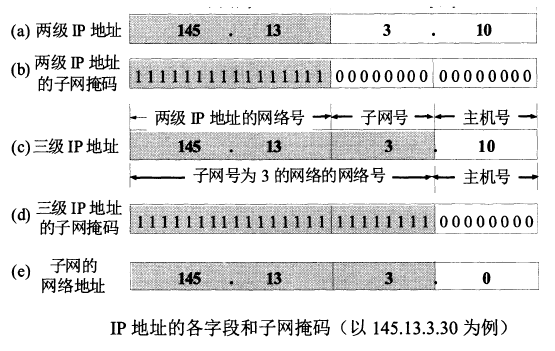 (a) 两级 IP 地址 145 . 13 3 . 10
(b) 两级 IP 地址的子网掩码 1111111111111111 00000000 00000000
两级 IP 地址的网络号 子网号 主机号
(c) 三级 IP 地址 145 . 13 3 . 10
子网号为 3 的网络的网络号 主机号
(d) 三级 IP 地址的子网掩码 1111111111111111 11111111 00000000
(e) 子网的网络地址 145 . 13 3 . 0
IP 地址的各字段和子网掩码（以 145.13.3.30 为例）